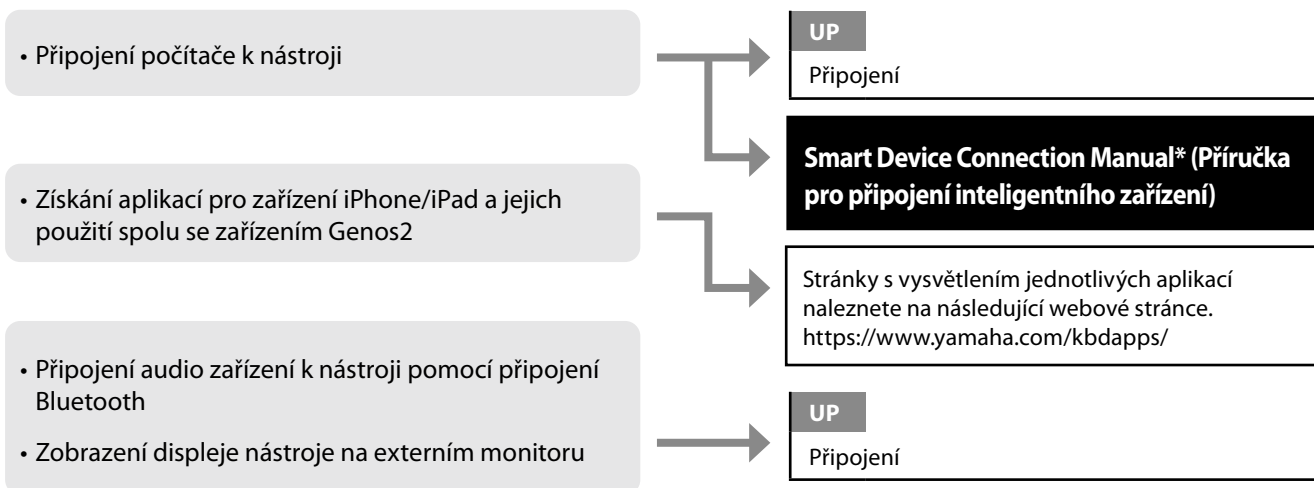 • Připojení počítače k nástroji
UP
Připojení
Smart Device Connection Manual* (Příručka
pro připojení inteligentního zařízení)
• Získání aplikací pro zařízení iPhone/iPad a jejich
použití spolu se zařízením Genos2
Stránky s vysvětlením jednotlivých aplikací
naleznete na následující webové stránce.
https://www.yamaha.com/kbdapps/
• Připojení audio zařízení k nástroji pomocí připojení
Bluetooth
• Zobrazení displeje nástroje na externím monitoru
UP
Připojení